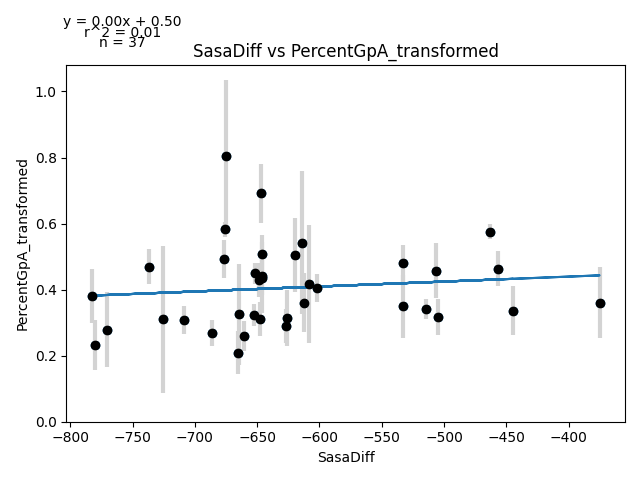 y = 0.00x + 0.50
r^2 = 0.01
n = 37
SasaDiff vs PercentGpA_transformed
PercentGpA_transformed
1.0
0.8
0.6
0.4
0.2
0.0
−800 −750 −700 −650 −600 −550 −500 −450 −400
SasaDiff